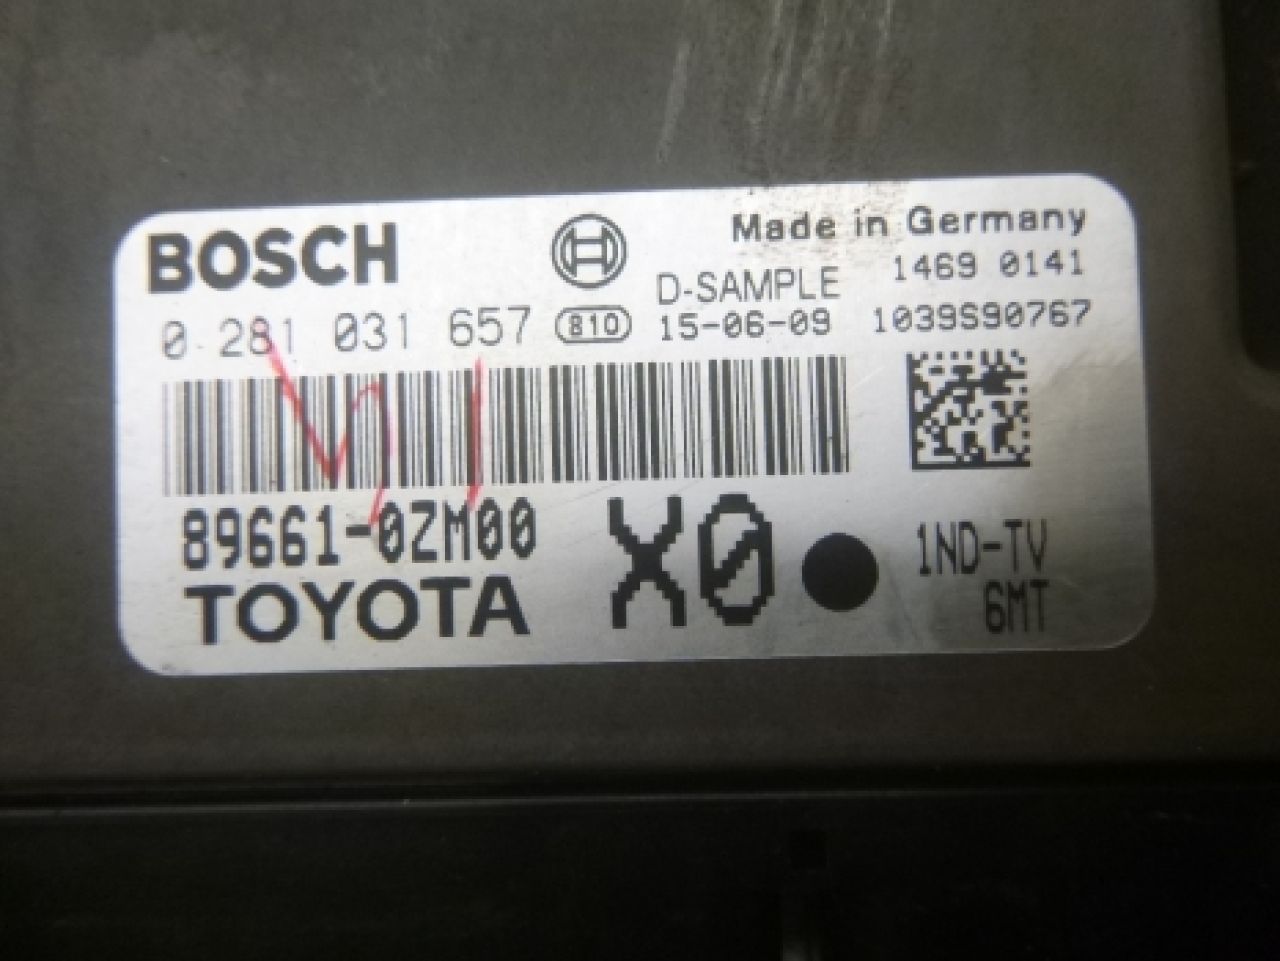 BOSCH
Made in Germany
D-SAMPLE 1469 0141
0 281 031 657 810 15-06-09 1039S90767
89661-0ZM00 X0 1ND-TV
TOYOTA 6MT